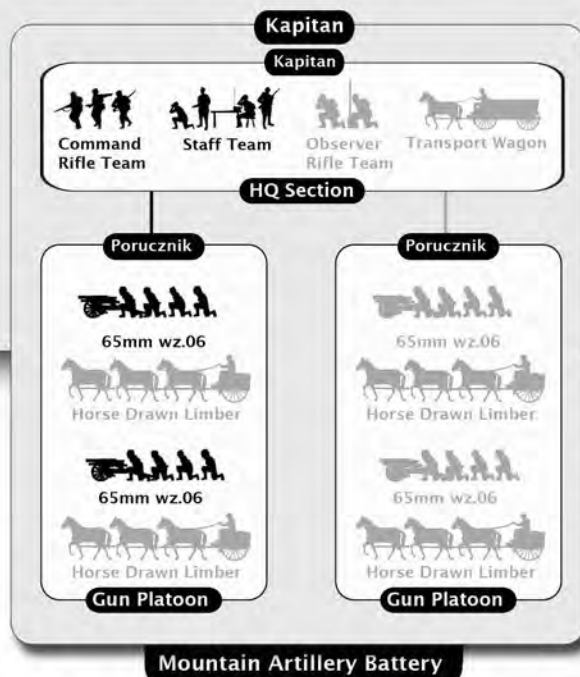 Kapitan
Kapitan
Command
Rifle Team
Staff Team
Observer
Rifle Team
Transport Wagon
HQ Section
Porucznik
65mm wz.06
Horse Drawn Limber
65mm wz.06
Horse Drawn Limber
Gun Platoon
Porucznik
65mm wz.06
Horse Drawn Limber
65mm wz.06
Horse Drawn Limber
Gun Platoon
Mountain Artillery Battery